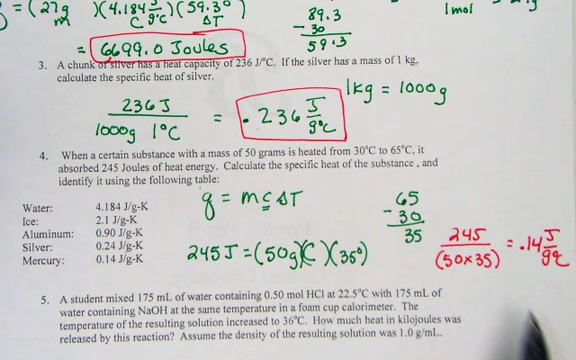 = (27g)(4.184 J/g°C)(59.3°)
m C ΔT
89.3
- 30
59.3
1mol
= 6699.0 Joules
3. A chunk of silver has a heat capacity of 236 J/°C. If the silver has a mass of 1 kg,
calculate the specific heat of silver.
1kg = 1000g
236 J / 1000g 1°C = .236 J/g°C
4. When a certain substance with a mass of 50 grams is heated from 30°C to 65°C, it
absorbed 245 Joules of heat energy. Calculate the specific heat of the substance , and
identify it using the following table:
q = mcΔT
65
- 30
35
Water: 4.184 J/g-K
Ice: 2.1 J/g-K
Aluminum: 0.90 J/g-K
Silver: 0.24 J/g-K
Mercury: 0.14 J/g-K
245 J = (50g)(C)(35°)
245 / (50x35) = .14 J/g°C
5. A student mixed 175 mL of water containing 0.50 mol HCl at 22.5°C with 175 mL of
water containing NaOH at the same temperature in a foam cup calorimeter. The
temperature of the resulting solution increased to 36°C. How much heat in kilojoules was
released by this reaction? Assume the density of the resulting solution was 1.0 g/mL.